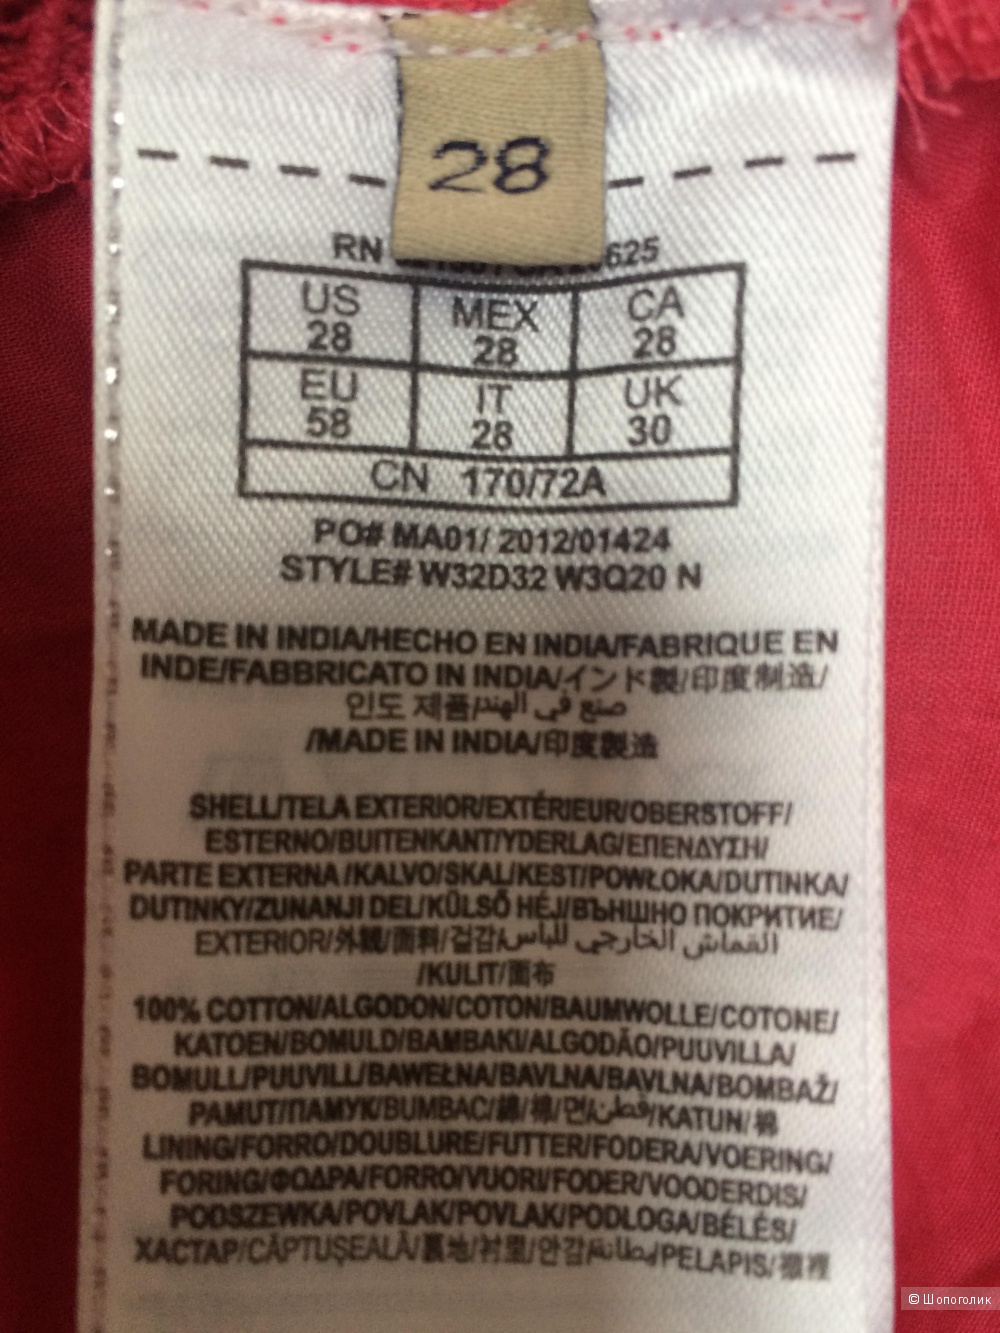 28
RN 625
US MEX CA
28 28 28
EU IT UK
58 28 30
CN 170/72A
PO# MA01/ 2012/01424
STYLE# W32D32 W3Q20 N
MADE IN INDIA/HECHO EN INDIA/FABRIQUE EN
INDE/FABBRICATO IN INDIA/インド製/印度制造/
인도 제품/صنع في الهند
/MADE IN INDIA/印度製造
SHELL/TELA EXTERIOR/EXTÉRIEUR/OBERSTOFF/
ESTERNO/BUITENKANT/YDERLAG/ΕΠΕΝΔΥΣΗ/
PARTE EXTERNA/KALVO/SKAL/KEST/POWŁOKA/DUTINKA/
DUTINKY/ZUNANJI DEL/KÜLSŐ HÉJ/ВЪНШНО ПОКРИТИЕ/
EXTERIOR/外観/面料/겉감/القماش الخارجي للباس
/KULIT/面布
100% COTTON/ALGODON/COTON/BAUMWOLLE/COTONE/
KATOEN/BOMULD/BAMBAKI/ALGODÃO/PUUVILLA/
BOMULL/PUUVILL/BAWEŁNA/BAVLNA/BAVLNA/BOMBAŽ/
PAMUT/ПАМУК/BUMBAC/綿/棉/면/قطن/KATUN/棉
LINING/FORRO/DOUBLURE/FUTTER/FODERA/VOERING/
FORING/ΦΟΔΡΑ/FORRO/VUORI/FODER/VOODERDIS/
PODSZEWKA/POVLAK/POVLAK/PODLOGA/BÉLÉS/
ХАСТАР/CĂPTUŞEALĂ/裏地/衬里/안감/بطانة/PELAPIS/襯裡
© Шопоголик